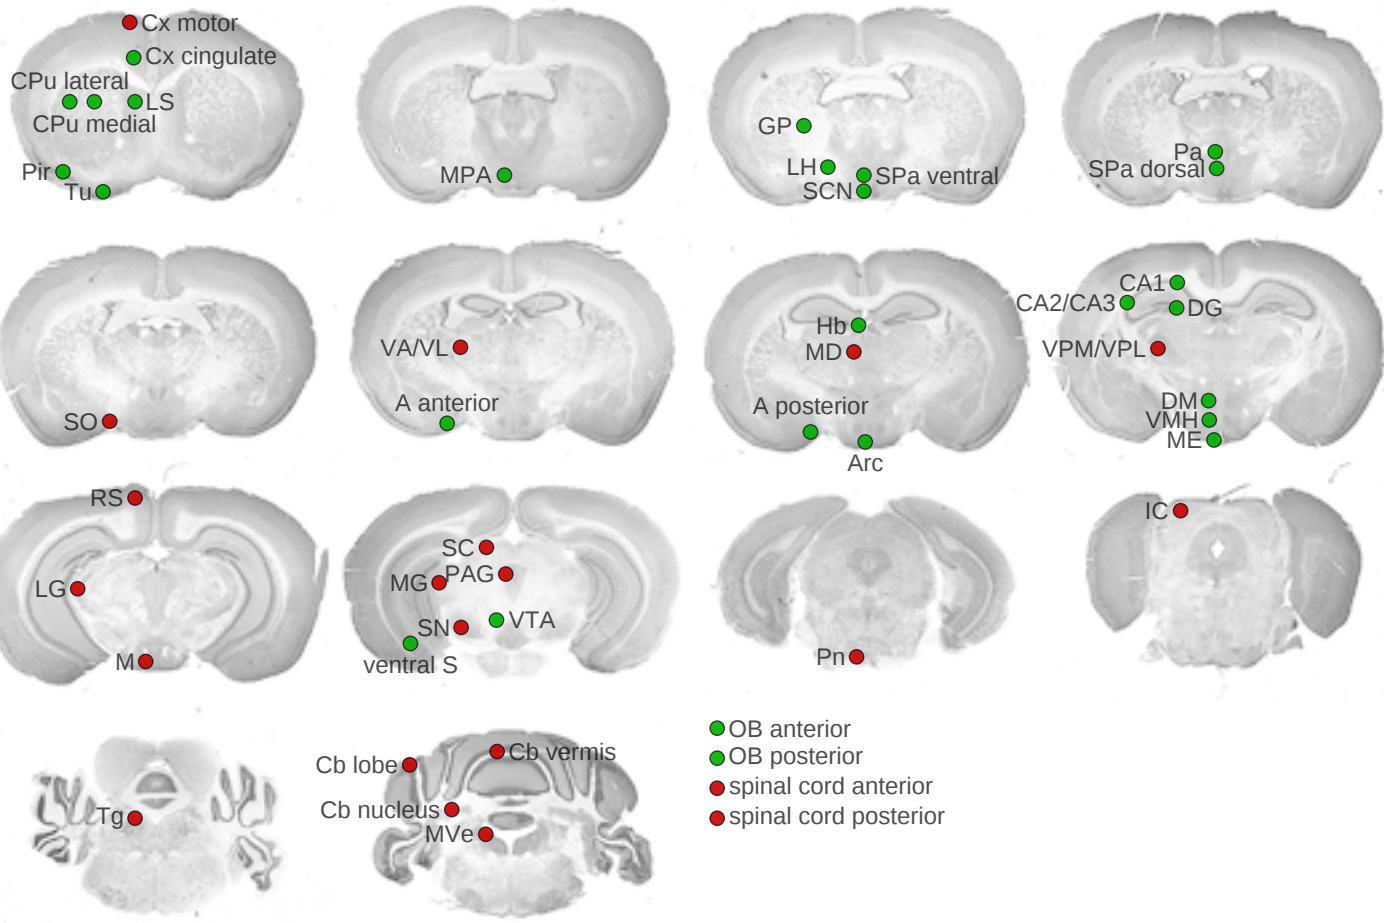 Cx motor
Cx cingulate
CPu lateral
LS
CPu medial
Pir
Tu
MPA
GP
LH
SPa ventral
SCN
Pa
SPa dorsal
SO
VA/VL
A anterior
Hb
MD
A posterior
Arc
CA1
CA2/CA3
DG
VPM/VPL
DM
VMH
ME
RS
LG
M
SC
MG
PAG
SN
VTA
ventral S
Pn
IC
Tg
Cb lobe
Cb vermis
Cb nucleus
MVe
OB anterior
OB posterior
spinal cord anterior
spinal cord posterior